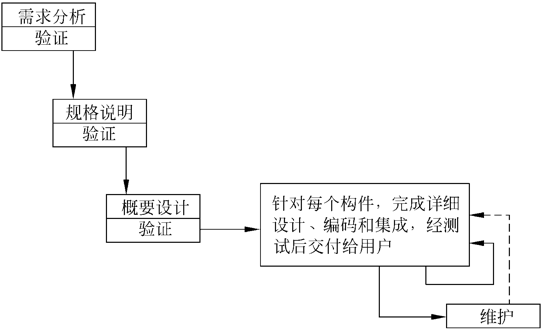 需求分析
验证
规格说明
验证
概要设计
验证
针对每个构件，完成详细
设计、编码和集成，经测
试后交付给用户
维护